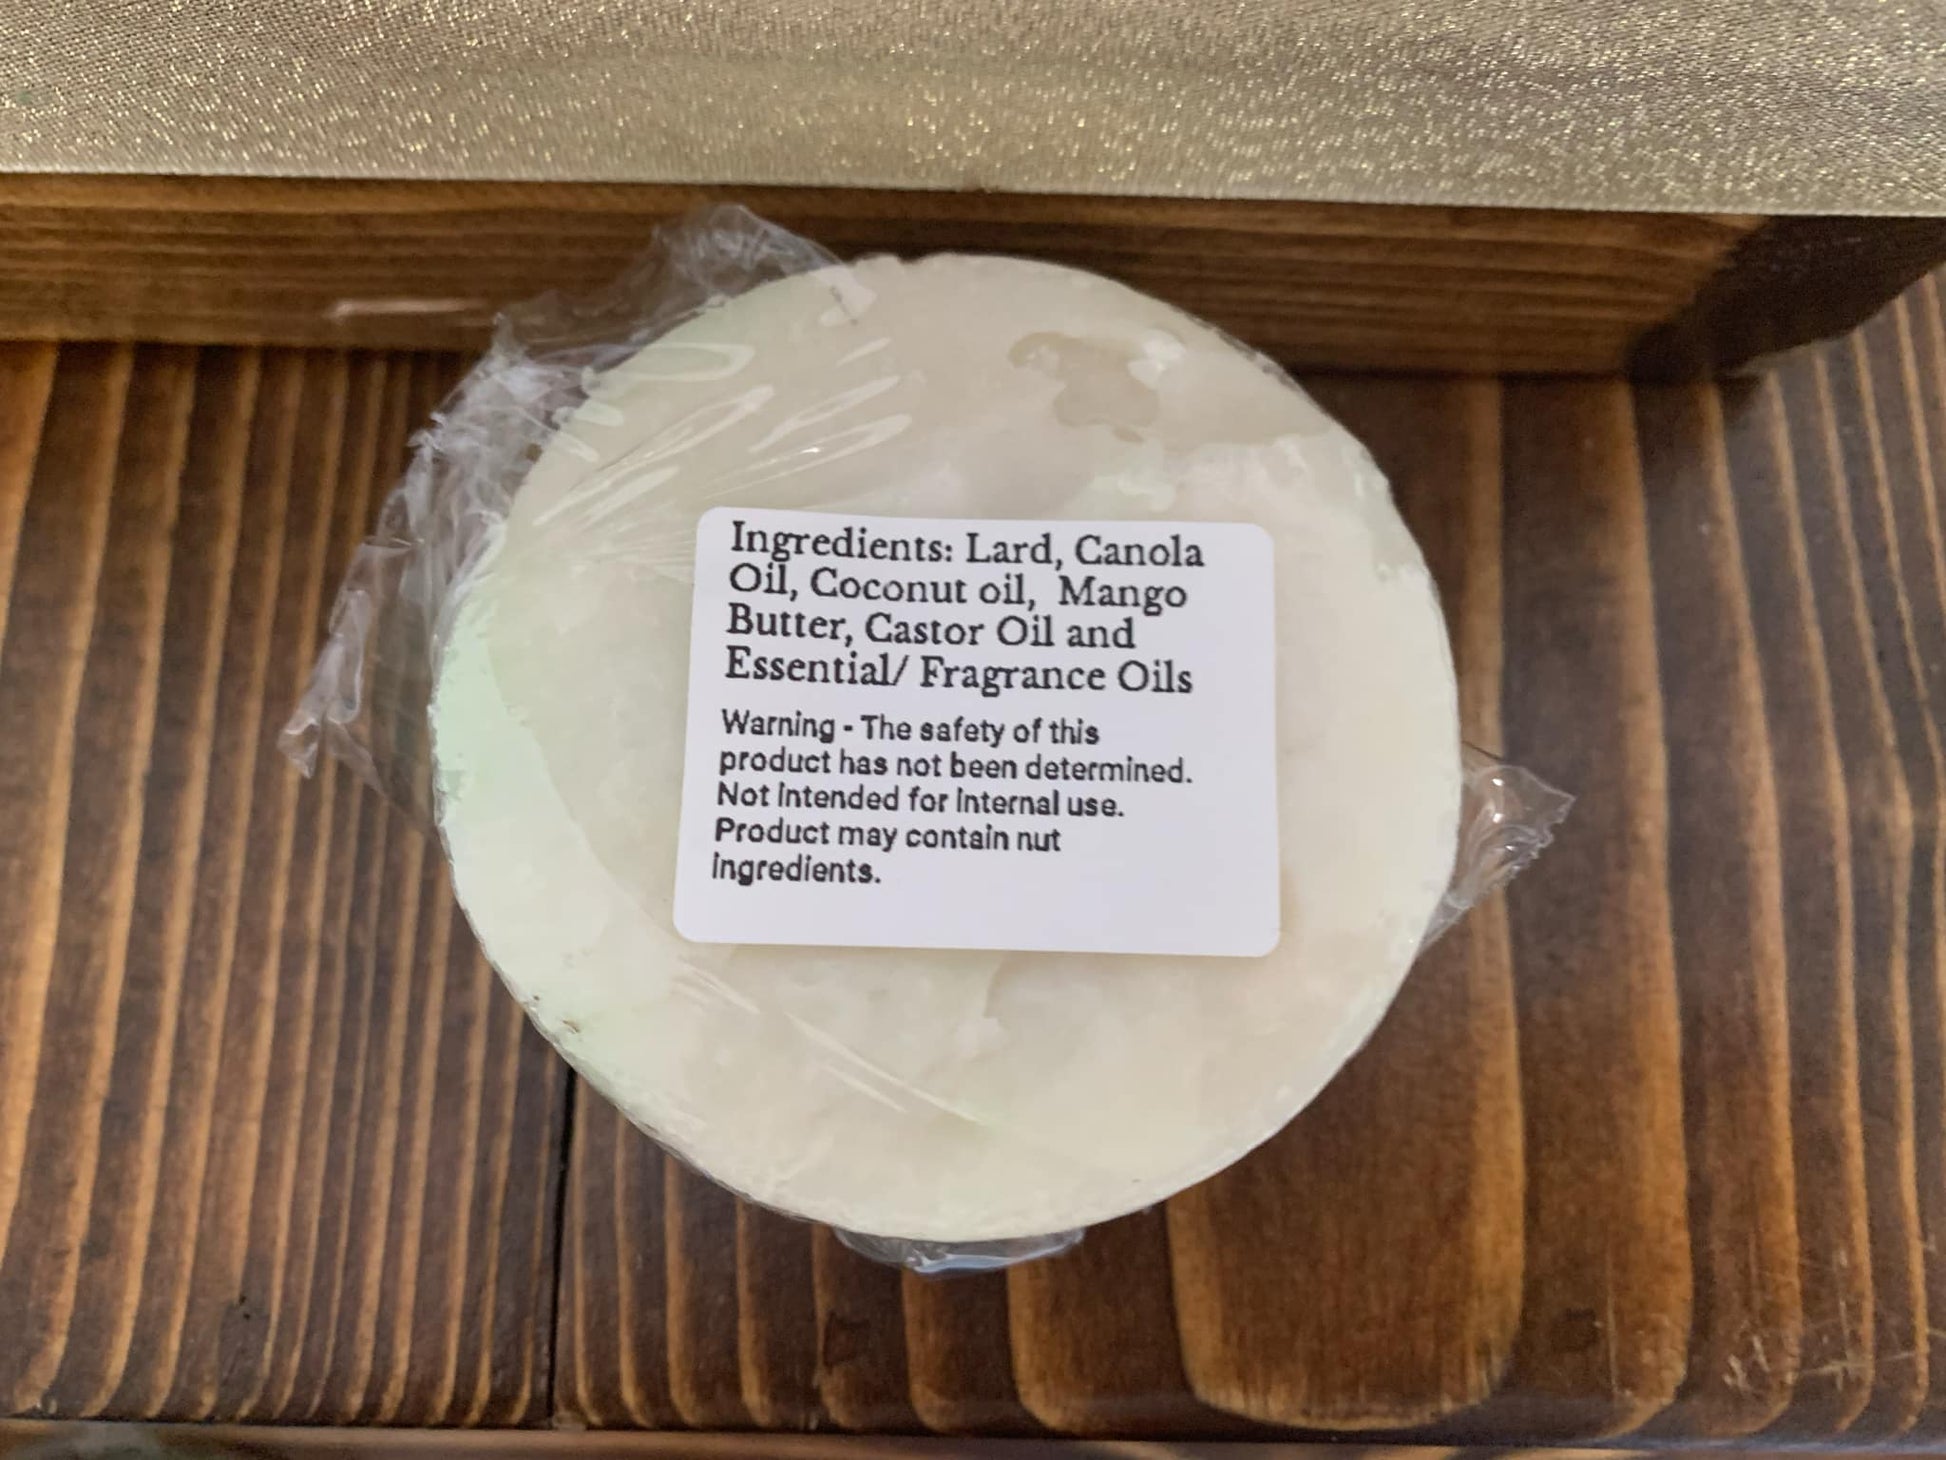 Ingredients: Lard, Canola
Oil, Coconut oil, Mango
Butter, Castor Oil and
Essential/ Fragrance Oils
Warning - The safety of this
product has not been determined.
Not intended for internal use.
Product may contain nut
ingredients.